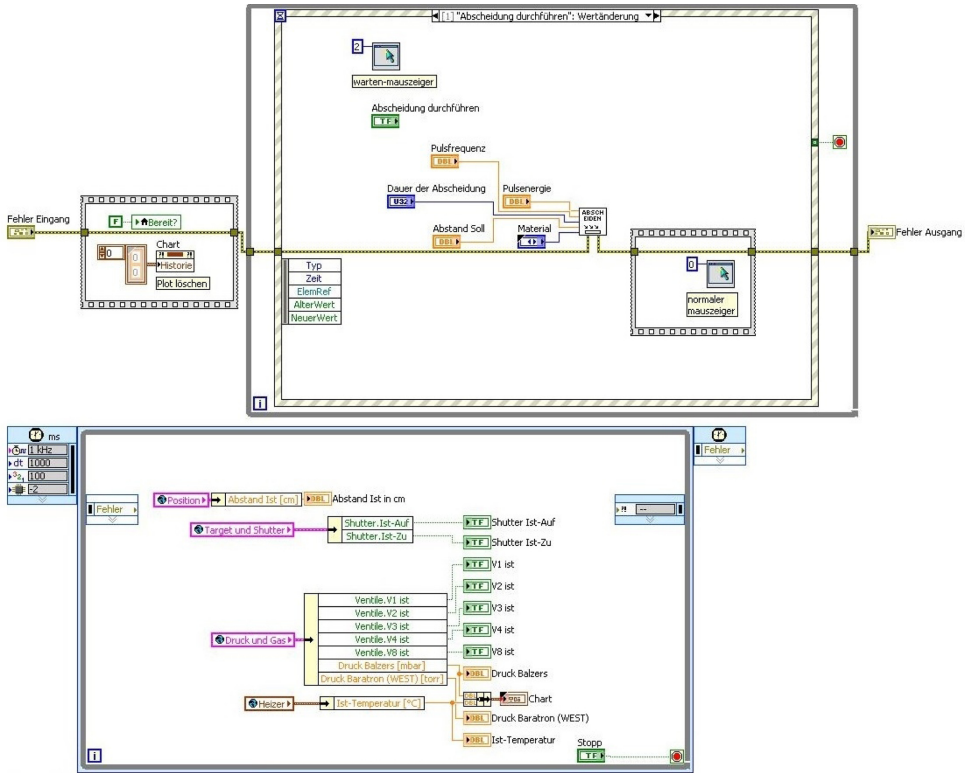 [1] "Abscheidung durchführen": Wertänderung
2
warten-mauszeiger
Abscheidung durchführen
TF
Pulsfrequenz
DBL
Dauer der Abscheidung
U32
Pulsenergie
DBL
ABSCH
EIDEN
Abstand Soll
DBL
Material
Fehler Eingang
F
Bereit?
Chart
0
0
0
Historie
Plot löschen
Typ
Zeit
ElemRef
AlterWert
NeuerWert
0
normaler
mauszeiger
Fehler Ausgang
i
ms
1 kHz
dt 1000
100
-2
Fehler
Fehler
--
Position
Abstand Ist [cm]
DBL
Abstand Ist in cm
Target und Shutter
Shutter.Ist-Auf
Shutter.Ist-Zu
TF Shutter Ist-Auf
TF Shutter Ist-Zu
TF V1 ist
TF V2 ist
TF V3 ist
TF V4 ist
TF V8 ist
Druck und Gas
Ventile.V1 ist
Ventile.V2 ist
Ventile.V3 ist
Ventile.V4 ist
Ventile.V8 ist
Druck Balzers [mbar]
Druck Baratron (WEST) [torr]
DBL Druck Balzers
DBL
DBL
Chart
Heizer
Ist-Temperatur [°C]
DBL Druck Baratron (WEST)
DBL Ist-Temperatur
Stopp
TF
i